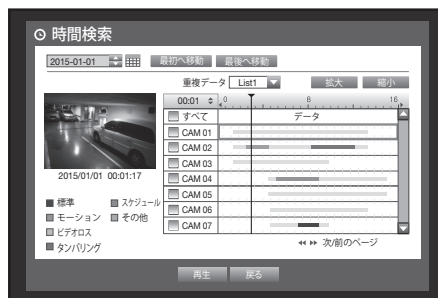 時間検索
2015-01-01
最初へ移動 最後へ移動
重複データ List1 拡大 縮小
00:01 0 8 16
すべて データ
CAM 01
CAM 02
CAM 03
CAM 04
CAM 05
CAM 06
CAM 07
2015/01/01 00:01:17
標準 スケジュール
モーション その他
ビデオロス
タンパリング
次/前のページ
再生 戻る